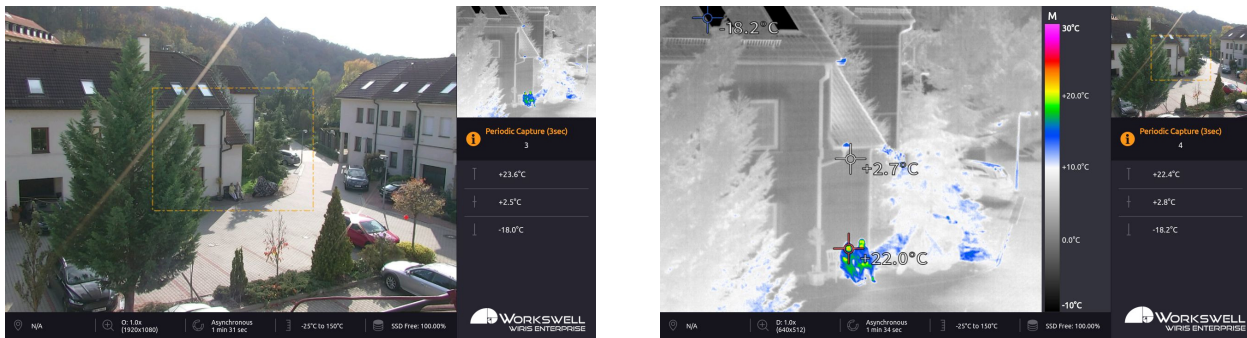 Periodic Capture (3sec)
3
+23.6°C
+2.5°C
-18.0°C
WORKSWELL
WIRIS ENTERPRISE
N/A
O: 1.0x
(1920x1080)
Asynchronous
1 min 31 sec
-25°C to 150°C
SSD Free: 100.00%
-18.2°C
+2.7°C
+22.0°C
M
30°C
+20.0°C
+10.0°C
0.0°C
-10°C
Periodic Capture (3sec)
4
+22.4°C
+2.8°C
-18.2°C
WORKSWELL
WIRIS ENTERPRISE
N/A
D: 1.0x
(640x512)
Asynchronous
1 min 34 sec
-25°C to 150°C
SSD Free: 100.00%